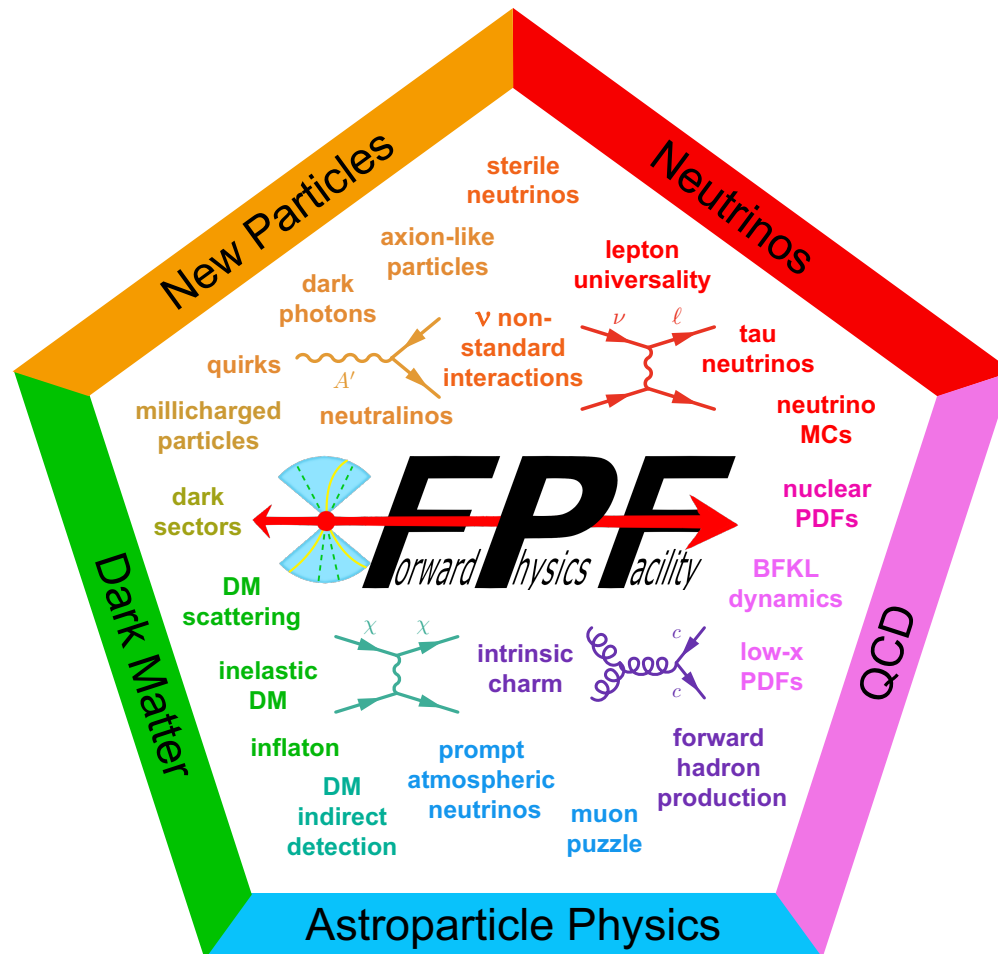 New Particles
Neutrinos
sterile
neutrinos
axion-like
particles
lepton
universality
dark
photons
ν non-
standard
interactions
ν
ℓ
tau
neutrinos
quirks
A′
neutralinos
millicharged
particles
neutrino
MCs
dark
sectors
FPF
Forward Physics Facility
nuclear
PDFs
DM
scattering
BFKL
dynamics
χ
χ
inelastic
DM
intrinsic
charm
c
c
low-x
PDFs
inflaton
prompt
atmospheric
neutrinos
forward
hadron
production
DM
indirect
detection
muon
puzzle
Dark Matter
QCD
Astroparticle Physics